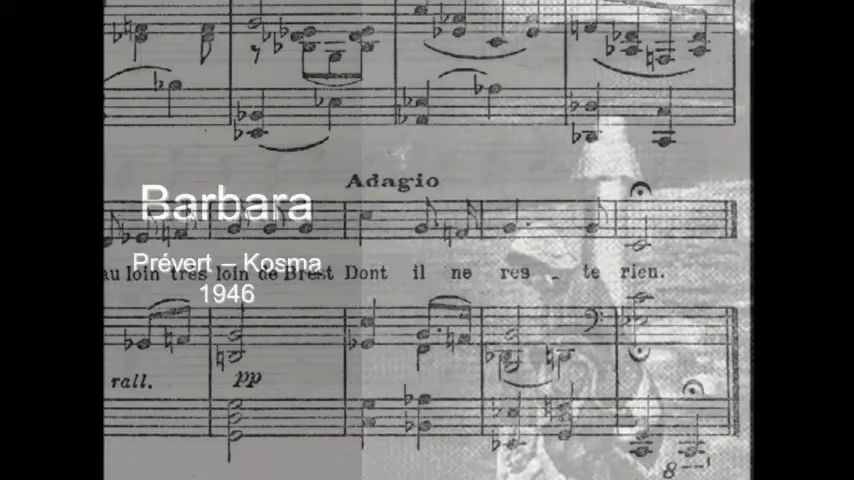 Adagio
Barbara
Prévert – Kosma
au loin très loin de Brest Dont il ne res - te rien.
1946
rall.
pp
8